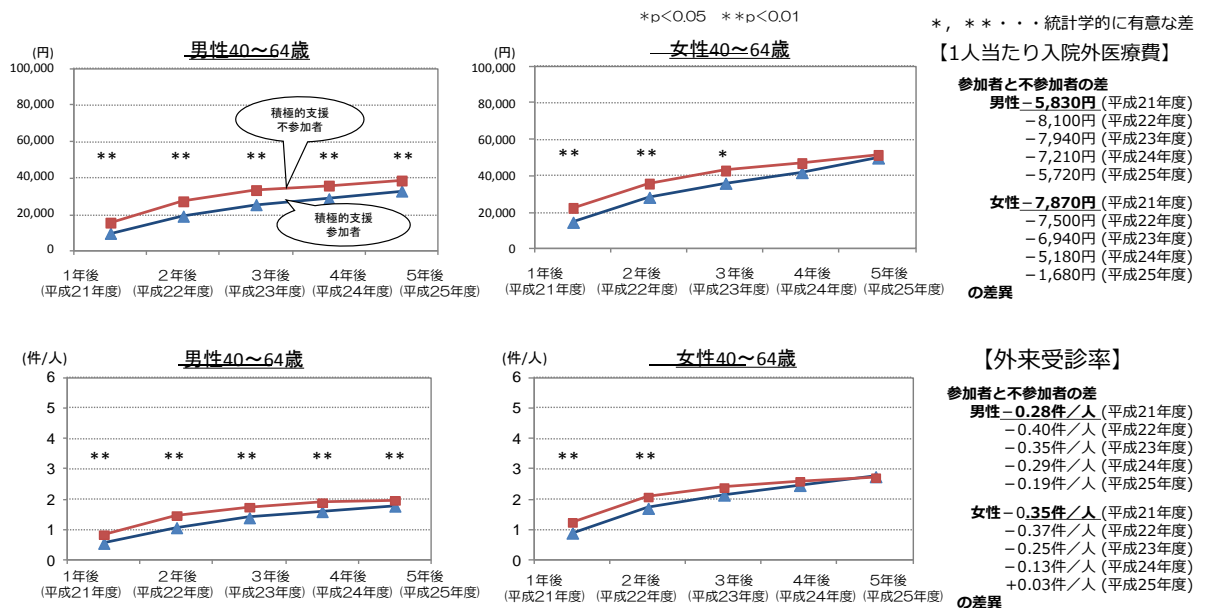 *p<0.05 **p<0.01
*, **・・・統計学的に有意な差
(円)
男性40～64歳
100,000
80,000
60,000
40,000
20,000
0
** ** ** ** **
積極的支援
不参加者
積極的支援
参加者
1年後 2年後 3年後 4年後 5年後
(平成21年度) (平成22年度) (平成23年度) (平成24年度) (平成25年度)
(円)
女性40～64歳
100,000
80,000
60,000
40,000
20,000
0
** ** *
1年後 2年後 3年後 4年後 5年後
(平成21年度) (平成22年度) (平成23年度) (平成24年度) (平成25年度)
【1人当たり入院外医療費】
参加者と不参加者の差
男性－5,830円 (平成21年度)
－8,100円 (平成22年度)
－7,940円 (平成23年度)
－7,210円 (平成24年度)
－5,720円 (平成25年度)
女性－7,870円 (平成21年度)
－7,500円 (平成22年度)
－6,940円 (平成23年度)
－5,180円 (平成24年度)
－1,680円 (平成25年度)
の差異
(件/人)
男性40～64歳
6
5
4
3
2
1
0
** ** ** ** **
1年後 2年後 3年後 4年後 5年後
(平成21年度) (平成22年度) (平成23年度) (平成24年度) (平成25年度)
(件/人)
女性40～64歳
6
5
4
3
2
1
0
** **
1年後 2年後 3年後 4年後 5年後
(平成21年度) (平成22年度) (平成23年度) (平成24年度) (平成25年度)
【外来受診率】
参加者と不参加者の差
男性－0.28件／人 (平成21年度)
－0.40件／人 (平成22年度)
－0.35件／人 (平成23年度)
－0.29件／人 (平成24年度)
－0.19件／人 (平成25年度)
女性－0.35件／人 (平成21年度)
－0.37件／人 (平成22年度)
－0.25件／人 (平成23年度)
－0.13件／人 (平成24年度)
+0.03件／人 (平成25年度)
の差異